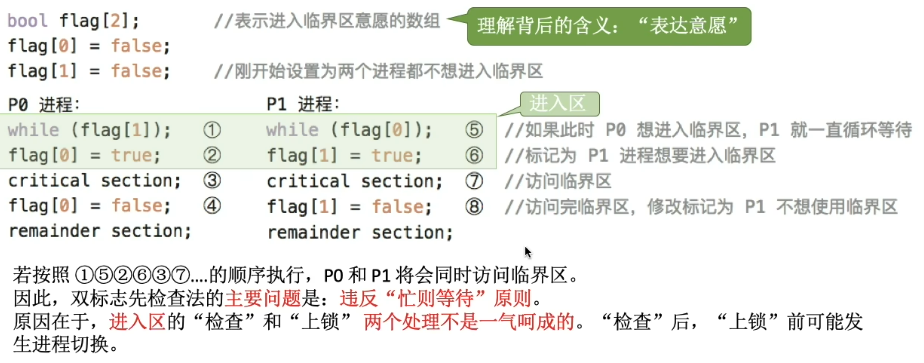 bool flag[2];    //表示进入临界区意愿的数组
理解背后的含义：“表达意愿”
flag[0] = false;
flag[1] = false;    //刚开始设置为两个进程都不想进入临界区
P0 进程：    P1 进程：    进入区
while (flag[1]);  ①    while (flag[0]);  ⑤  //如果此时 P0 想进入临界区，P1 就一直循环等待
flag[0] = true;  ②    flag[1] = true;  ⑥  //标记为 P1 进程想要进入临界区
critical section;  ③    critical section;  ⑦  //访问临界区
flag[0] = false;  ④    flag[1] = false;  ⑧  //访问完临界区，修改标记为 P1 不想使用临界区
remainder section;    remainder section;
若按照 ①⑤②⑥③⑦....的顺序执行，P0 和 P1 将会同时访问临界区。
因此，双标志先检查法的主要问题是：违反“忙则等待”原则。
原因在于，进入区的“检查”和“上锁” 两个处理不是一气呵成的。“检查”后，“上锁”前可能发
生进程切换。